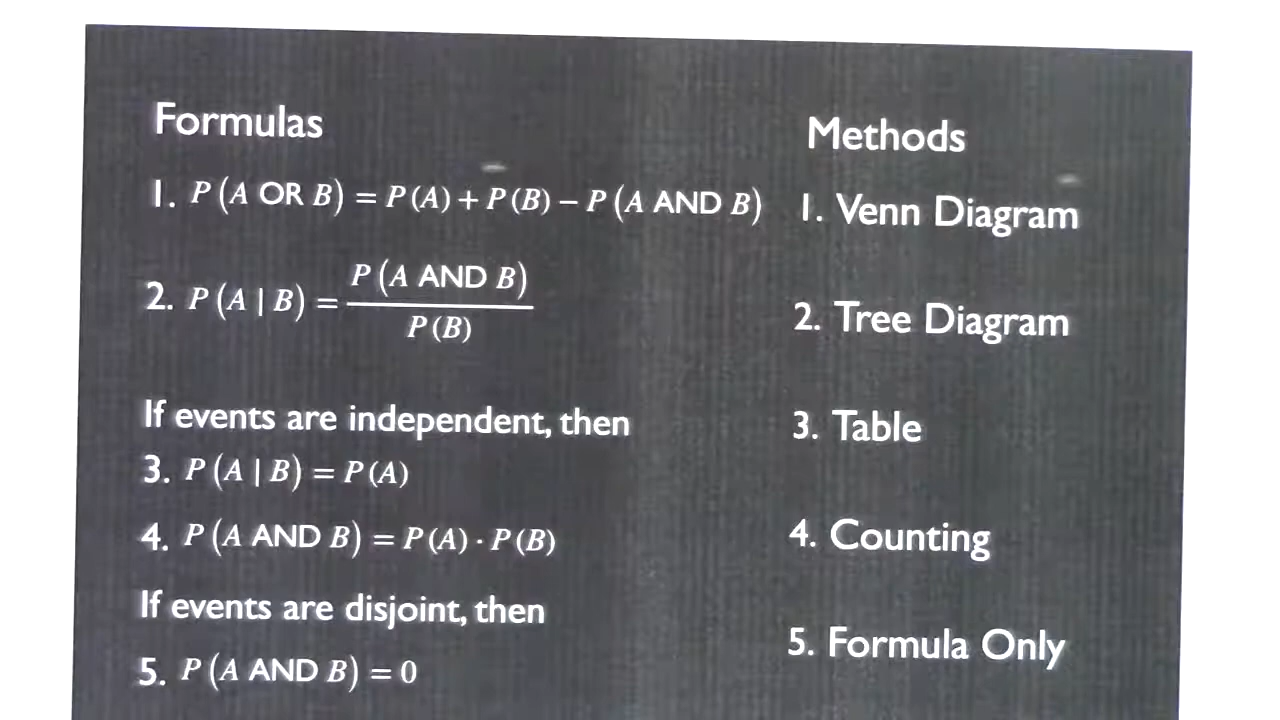 Formulas
1. P(A OR B) = P(A) + P(B) − P(A AND B)
2. P(A | B) = P(A AND B) / P(B)
If events are independent, then
3. P(A | B) = P(A)
4. P(A AND B) = P(A) · P(B)
If events are disjoint, then
5. P(A AND B) = 0
Methods
1. Venn Diagram
2. Tree Diagram
3. Table
4. Counting
5. Formula Only